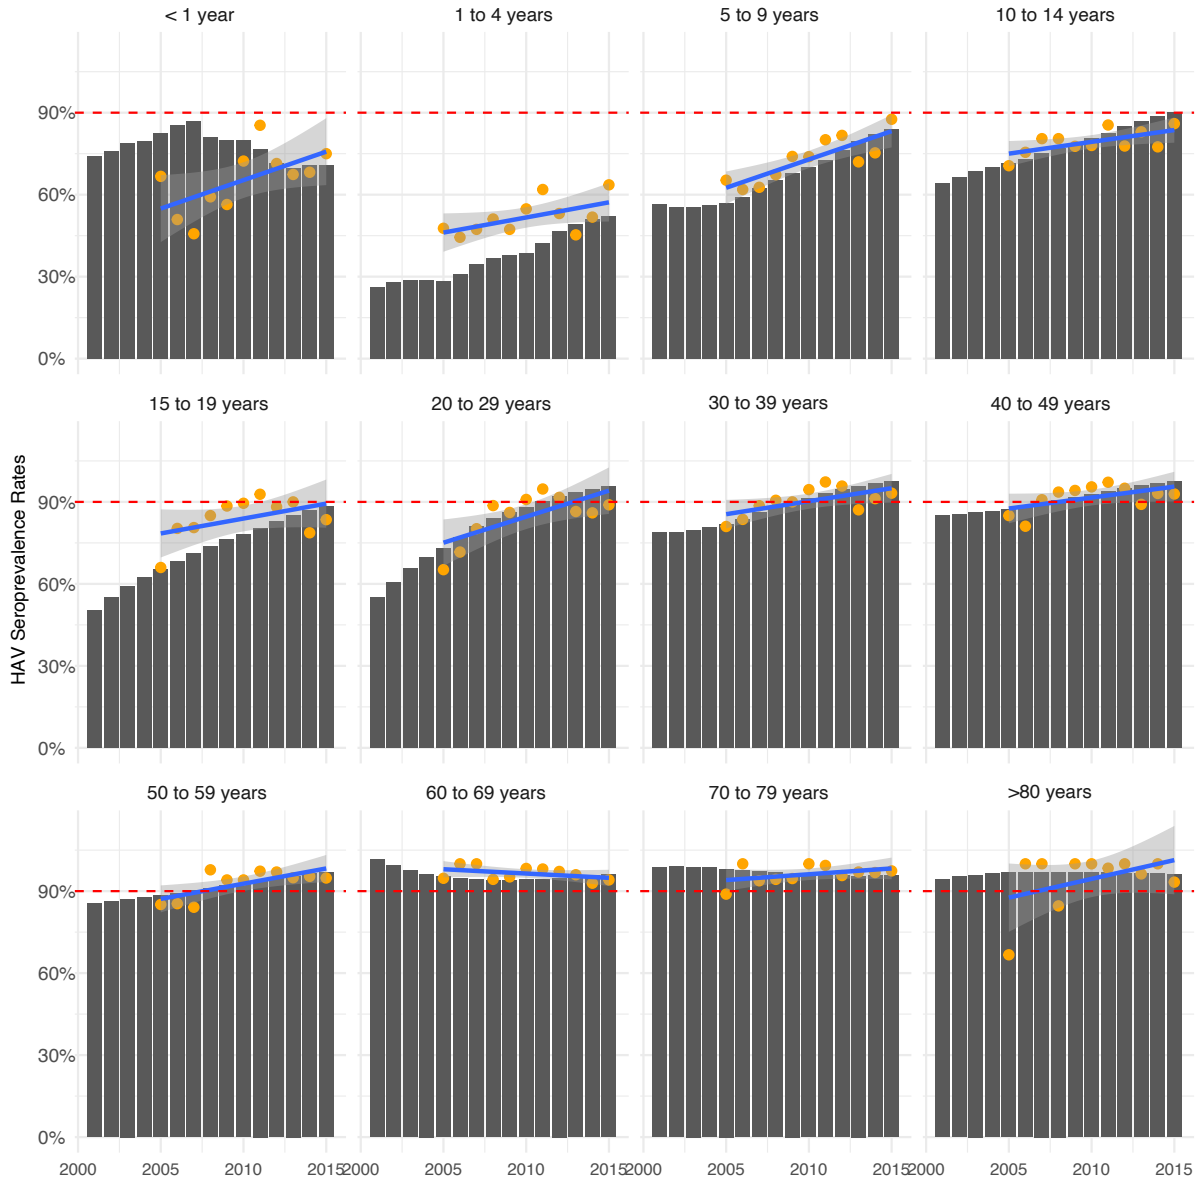 < 1 year
1 to 4 years
5 to 9 years
10 to 14 years
90%
60%
30%
0%
15 to 19 years
20 to 29 years
30 to 39 years
40 to 49 years
HAV Seroprevalence Rates
90%
60%
30%
0%
50 to 59 years
60 to 69 years
70 to 79 years
>80 years
90%
60%
30%
0%
2000 2005 2010 2015 2000 2005 2010 2015 2000 2005 2010 2015 2000 2005 2010 2015